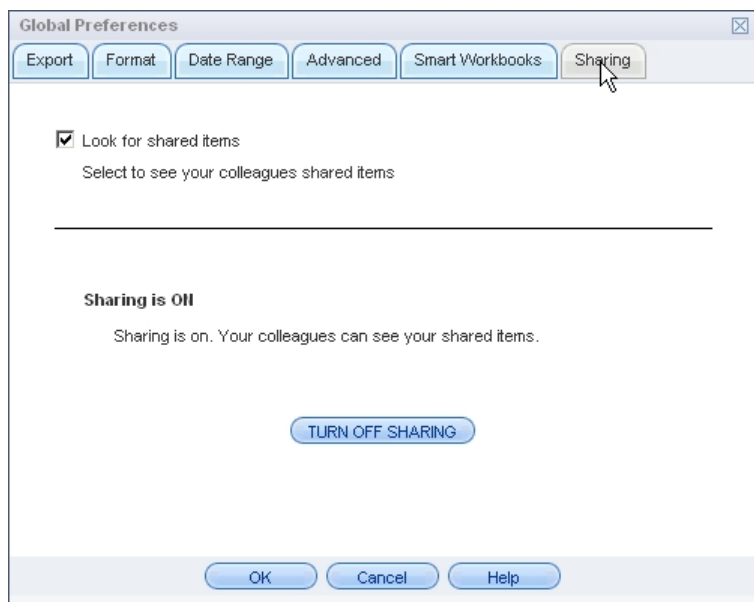 Global Preferences
Export Format Date Range Advanced Smart Workbooks Sharing
Look for shared items
Select to see your colleagues shared items
Sharing is ON
Sharing is on. Your colleagues can see your shared items.
TURN OFF SHARING
OK Cancel Help